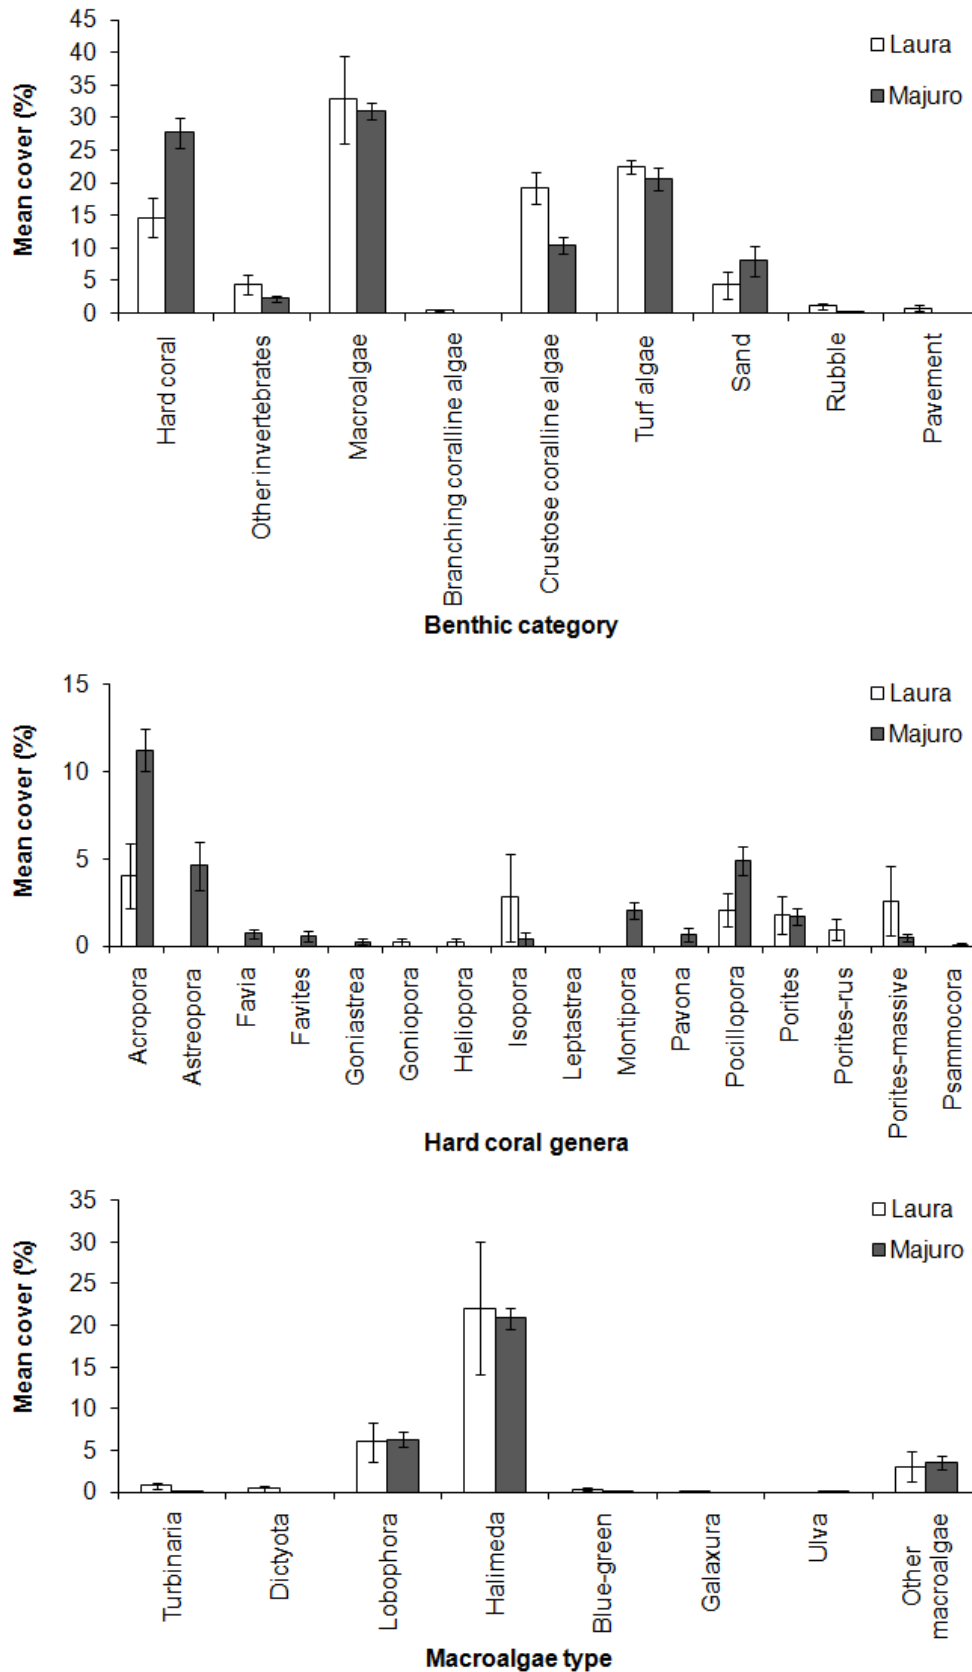 45
40
35
30
25
20
15
10
5
0
Mean cover (%)
Laura
Majuro
Hard coral
Other invertebrates
Macroalgae
Branching coralline algae
Crustose coralline algae
Turf algae
Sand
Rubble
Pavement
Benthic category
15
10
5
0
Mean cover (%)
Laura
Majuro
Acropora
Astreopora
Favia
Favites
Goniastrea
Goniopora
Heliopora
Isopora
Leptastrea
Montipora
Pavona
Pocillopora
Porites
Porites-rus
Porites-massive
Psammocora
Hard coral genera
35
30
25
20
15
10
5
0
Mean cover (%)
Laura
Majuro
Turbinaria
Dictyota
Lobophora
Halimeda
Blue-green
Galaxura
Ulva
Other
macroalgae
Macroalgae type